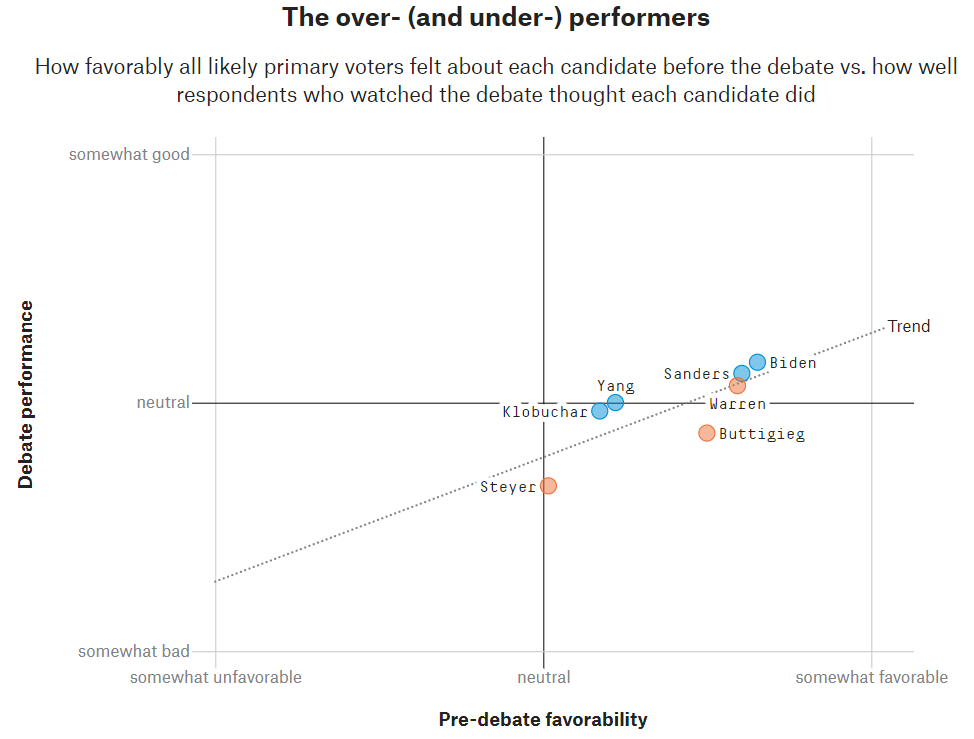 The over- (and under-) performers
How favorably all likely primary voters felt about each candidate before the debate vs. how well
respondents who watched the debate thought each candidate did
somewhat good
Trend
Biden
Sanders
Yang
neutral
Warren
Klobuchar
Buttigieg
Steyer
Debate performance
somewhat bad
somewhat unfavorable
neutral
somewhat favorable
Pre-debate favorability